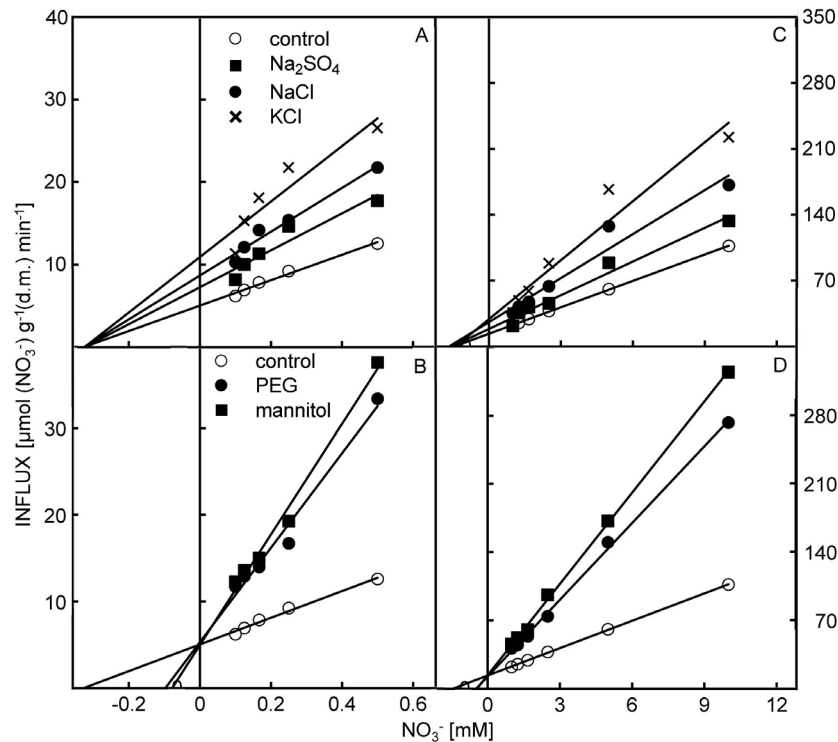 40
30
20
10
A
control
Na₂SO₄
NaCl
KCl
C
350
280
210
140
70
INFLUX [µmol (NO₃⁻) g⁻¹(d.m.) min⁻¹]
30
20
10
B
control
PEG
mannitol
D
280
210
140
70
-0.2
0
0.2
0.4
0.6
0
3
6
9
12
NO₃⁻ [mM]